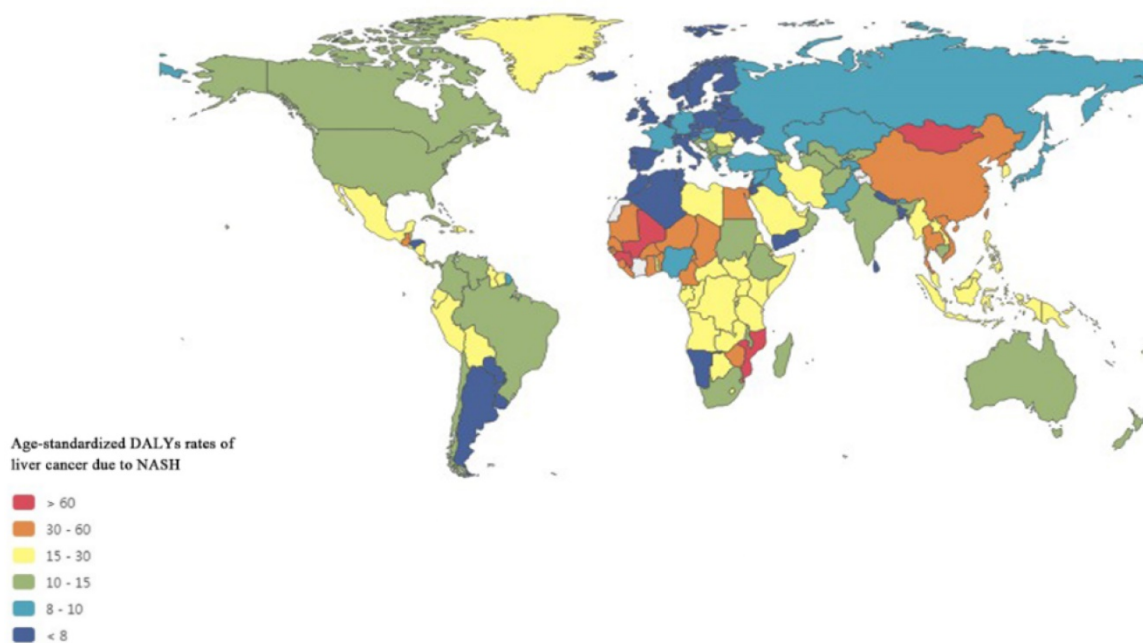 Age-standardized DALYs rates of
liver cancer due to NASH
> 60
30 - 60
15 - 30
10 - 15
8 - 10
< 8